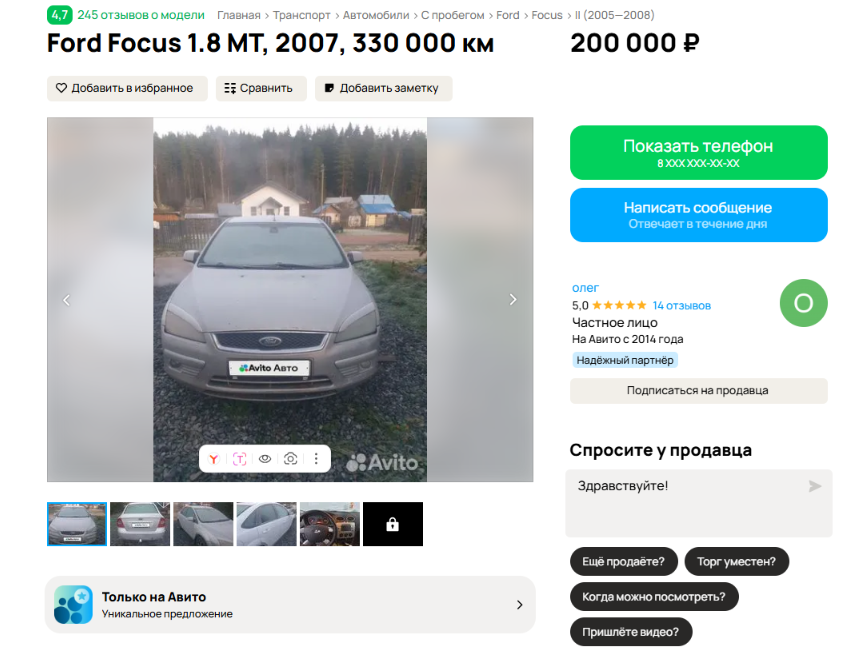 4,7 245 отзывов о модели Главная › Транспорт › Автомобили › С пробегом › Ford › Focus › II (2005—2008)
Ford Focus 1.8 MT, 2007, 330 000 км
200 000 ₽
Добавить в избранное
Сравнить
Добавить заметку
Показать телефон
8 XXX XXX-XX-XX
Написать сообщение
Отвечает в течение дня
олег
5,0 ★★★★★ 14 отзывов
Частное лицо
На Авито с 2014 года
Надёжный партнёр
О
Подписаться на продавца
Ford
Avito Авто
T
Avito
Спросите у продавца
Здравствуйте!
Ещё продаёте?
Торг уместен?
Когда можно посмотреть?
Пришлёте видео?
Только на Авито
Уникальное предложение